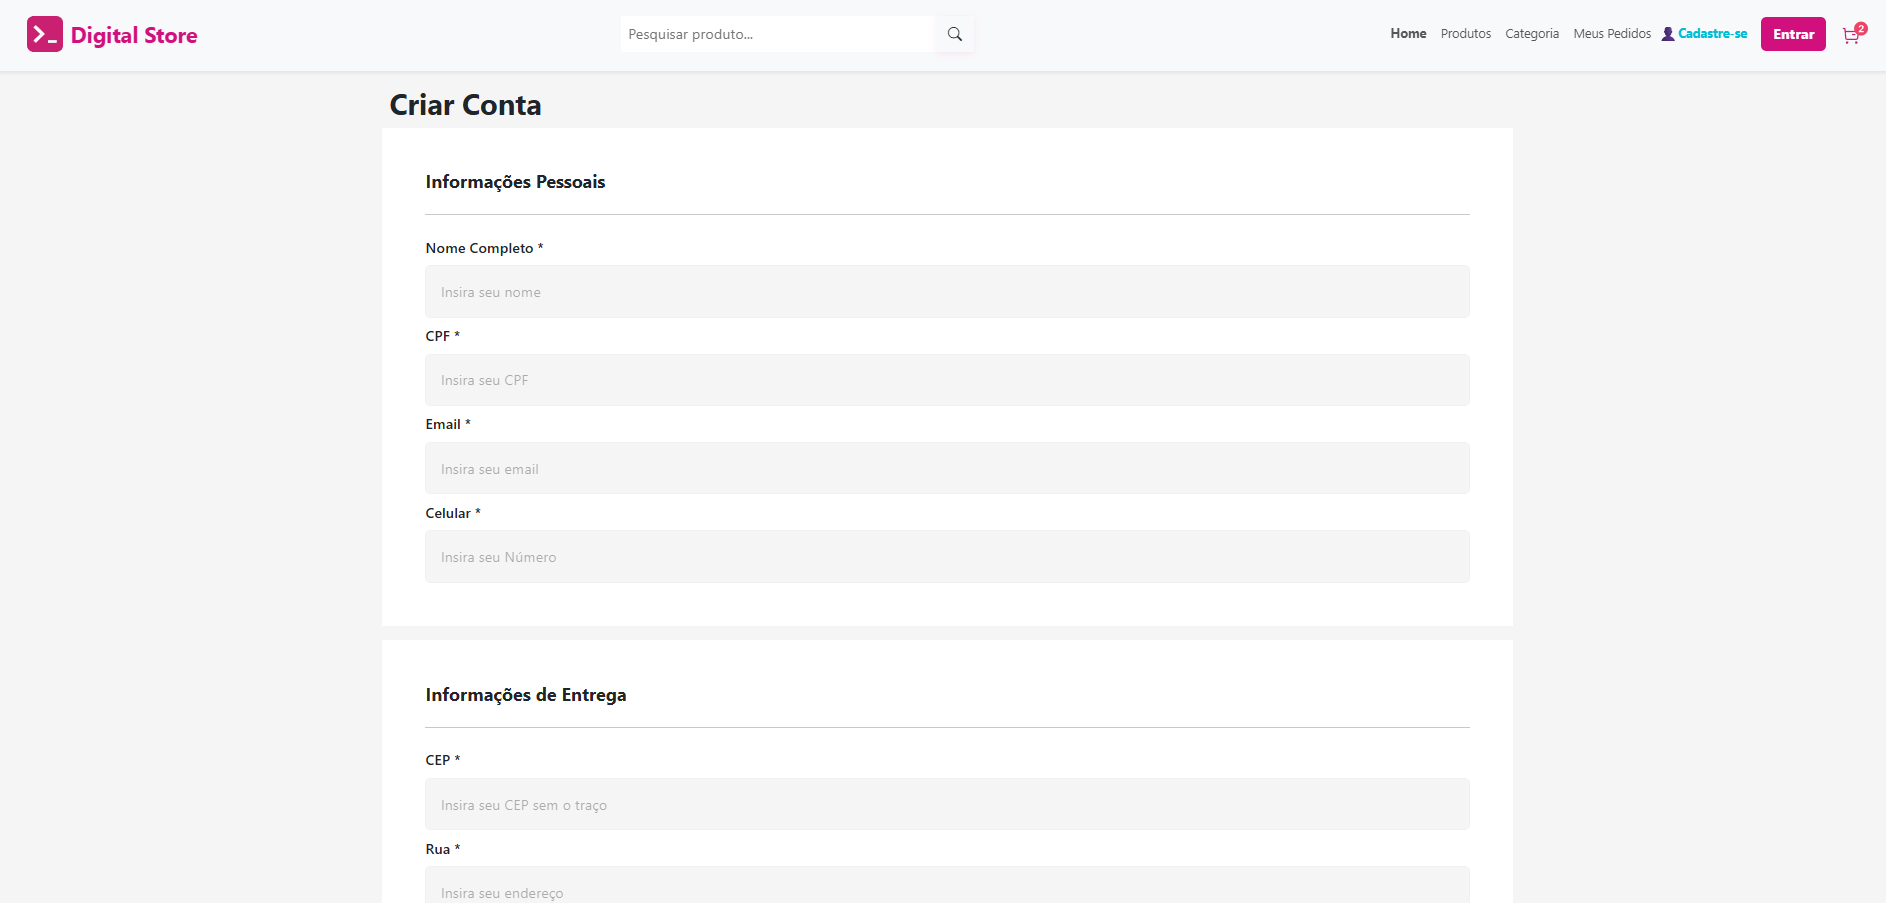 Digital Store
Pesquisar produto...
Home Produtos Categoria Meus Pedidos Cadastre-se Entrar 2
Criar Conta
Informações Pessoais
Nome Completo *
Insira seu nome
CPF *
Insira seu CPF
Email *
Insira seu email
Celular *
Insira seu Número
Informações de Entrega
CEP *
Insira seu CEP sem o traço
Rua *
Insira seu endereço